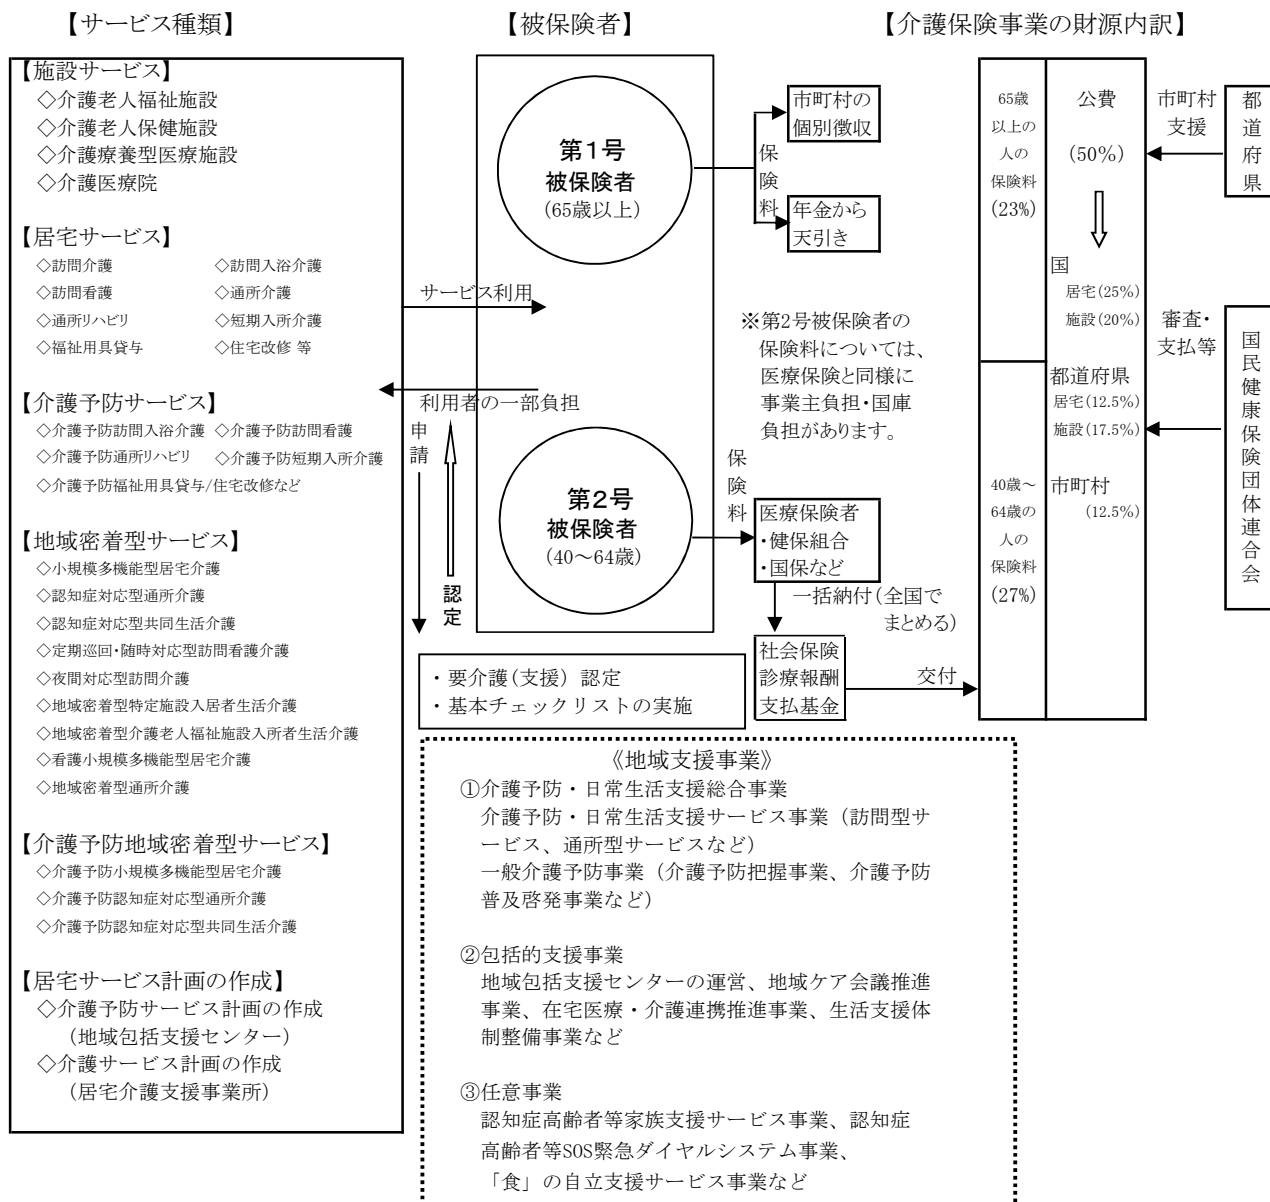 【サービス種類】
【施設サービス】
◇介護老人福祉施設
◇介護老人保健施設
◇介護療養型医療施設
◇介護医療院
【居宅サービス】
◇訪問介護 ◇訪問入浴介護
◇訪問看護 ◇通所介護
◇通所リハビリ ◇短期入所介護
◇福祉用具貸与 ◇住宅改修 等
【介護予防サービス】
◇介護予防訪問入浴介護 ◇介護予防訪問看護
◇介護予防通所リハビリ ◇介護予防短期入所介護
◇介護予防福祉用具貸与/住宅改修など
【地域密着型サービス】
◇小規模多機能型居宅介護
◇認知症対応型通所介護
◇認知症対応型共同生活介護
◇定期巡回・随時対応型訪問看護介護
◇夜間対応型訪問介護
◇地域密着型特定施設入居者生活介護
◇地域密着型介護老人福祉施設入所者生活介護
◇看護小規模多機能型居宅介護
◇地域密着型通所介護
【介護予防地域密着型サービス】
◇介護予防小規模多機能型居宅介護
◇介護予防認知症対応型通所介護
◇介護予防認知症対応型共同生活介護
【居宅サービス計画の作成】
◇介護予防サービス計画の作成
(地域包括支援センター)
◇介護サービス計画の作成
(居宅介護支援事業所)
サービス利用
利用者の一部負担
申請
認定
【被保険者】
第1号
被保険者
(65歳以上)
第2号
被保険者
(40～64歳)
保険料
市町村の
個別徴収
年金から
天引き
※第2号被保険者の
保険料については、
医療保険と同様に
事業主負担・国庫
負担があります。
保険料
医療保険者
・健保組合
・国保など
一括納付(全国で
まとめる)
社会保険
診療報酬
支払基金
交付
・要介護(支援) 認定
・基本チェックリストの実施
【介護保険事業の財源内訳】
65歳
以上の
人の
保険料
(23%)
40歳～
64歳の
人の
保険料
(27%)
公費
(50%)
国
居宅(25%)
施設(20%)
都道府県
居宅(12.5%)
施設(17.5%)
市町村
(12.5%)
市町村
支援
都道府県
審査・
支払等
国民健康保険団体連合会
《地域支援事業》
①介護予防・日常生活支援総合事業
介護予防・日常生活支援サービス事業（訪問型サ
ービス、通所型サービスなど）
一般介護予防事業（介護予防把握事業、介護予防
普及啓発事業など）
②包括的支援事業
地域包括支援センターの運営、地域ケア会議推進
事業、在宅医療・介護連携推進事業、生活支援体
制整備事業など
③任意事業
認知症高齢者等家族支援サービス事業、認知症
高齢者等SOS緊急ダイヤルシステム事業、
「食」の自立支援サービス事業など